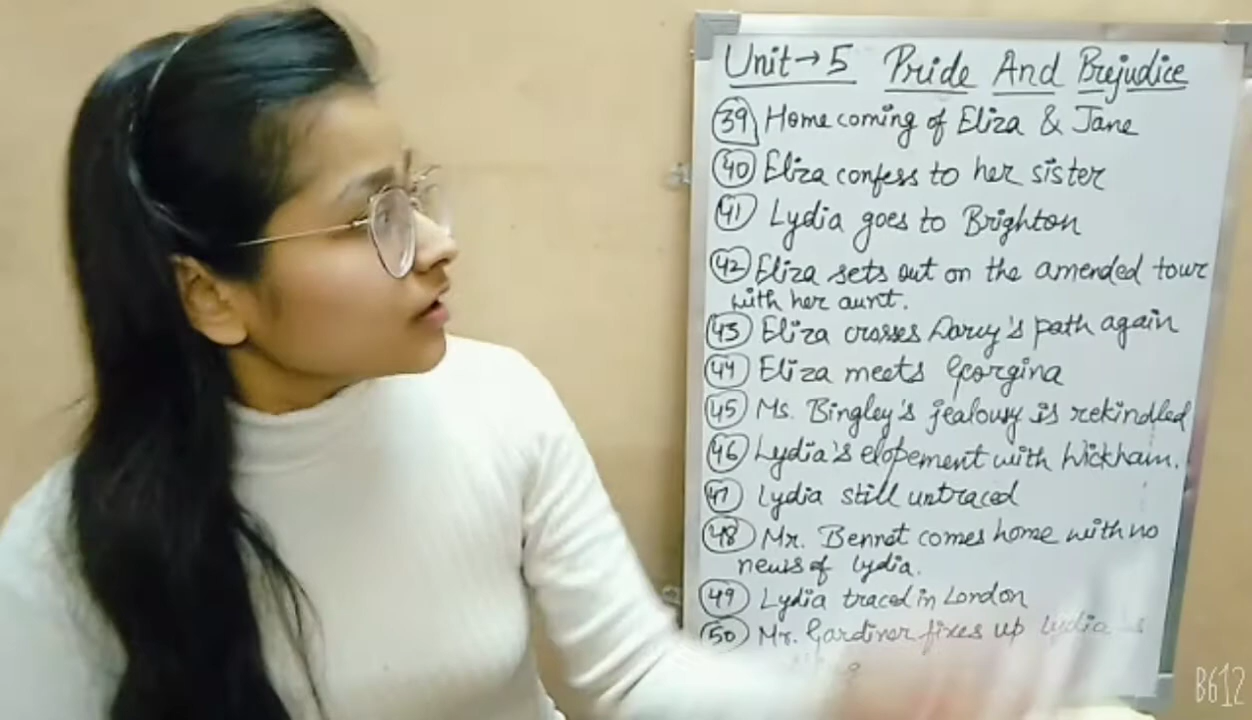 Unit→5 Pride And Prejudice
39 Home coming of Eliza & Jane
40 Eliza confess to her sister
41 Lydia goes to Brighton
42 Eliza sets out on the amended tour
with her aunt.
43 Eliza crosses Darcy's path again
44 Eliza meets Georgina
45 Ms. Bingley's jealousy is rekindled
46 Lydia's elopement with Wickham.
47 Lydia still untraced
48 Mr. Bennet comes home with no
news of Lydia.
49 Lydia traced in London
50 Mr. Gardiner fixes up Lydia's
B612